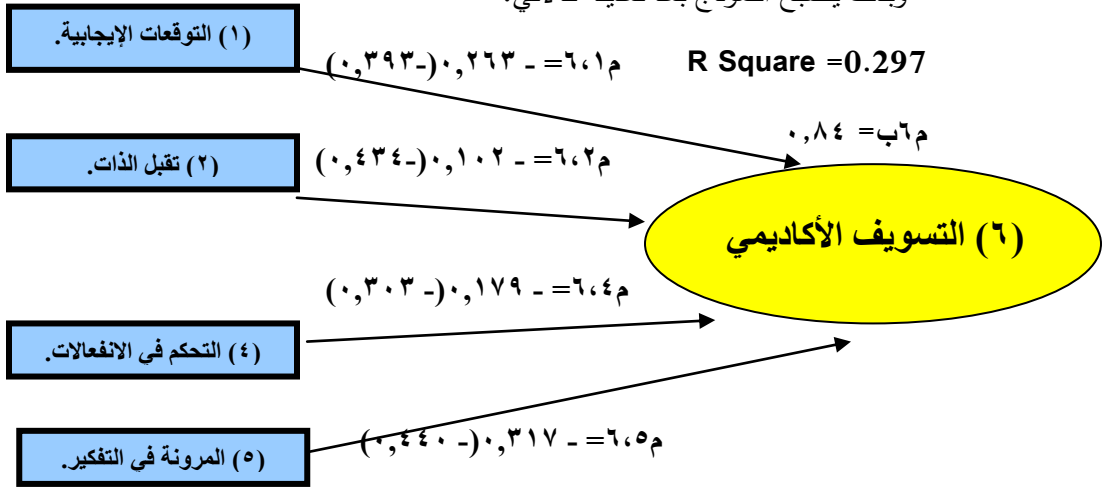 (١) التوقعات الإيجابية.
م٦،١= - ٠,٢٦٣(-٠,٣٩٣)
R Square =0.297
م٦ب= ٠,٨٤
(٢) تقبل الذات.
م٦،٢= - ٠,١٠٢(-٠,٤٣٤)
(٦) التسويف الأكاديمي
م٦،٤= - ٠,١٧٩(- ٠,٣٠٣)
(٤) التحكم في الانفعالات.
م٦،٥= - ٠,٣١٧(- ٠,٤٤٠)
(٥) المرونة في التفكير.